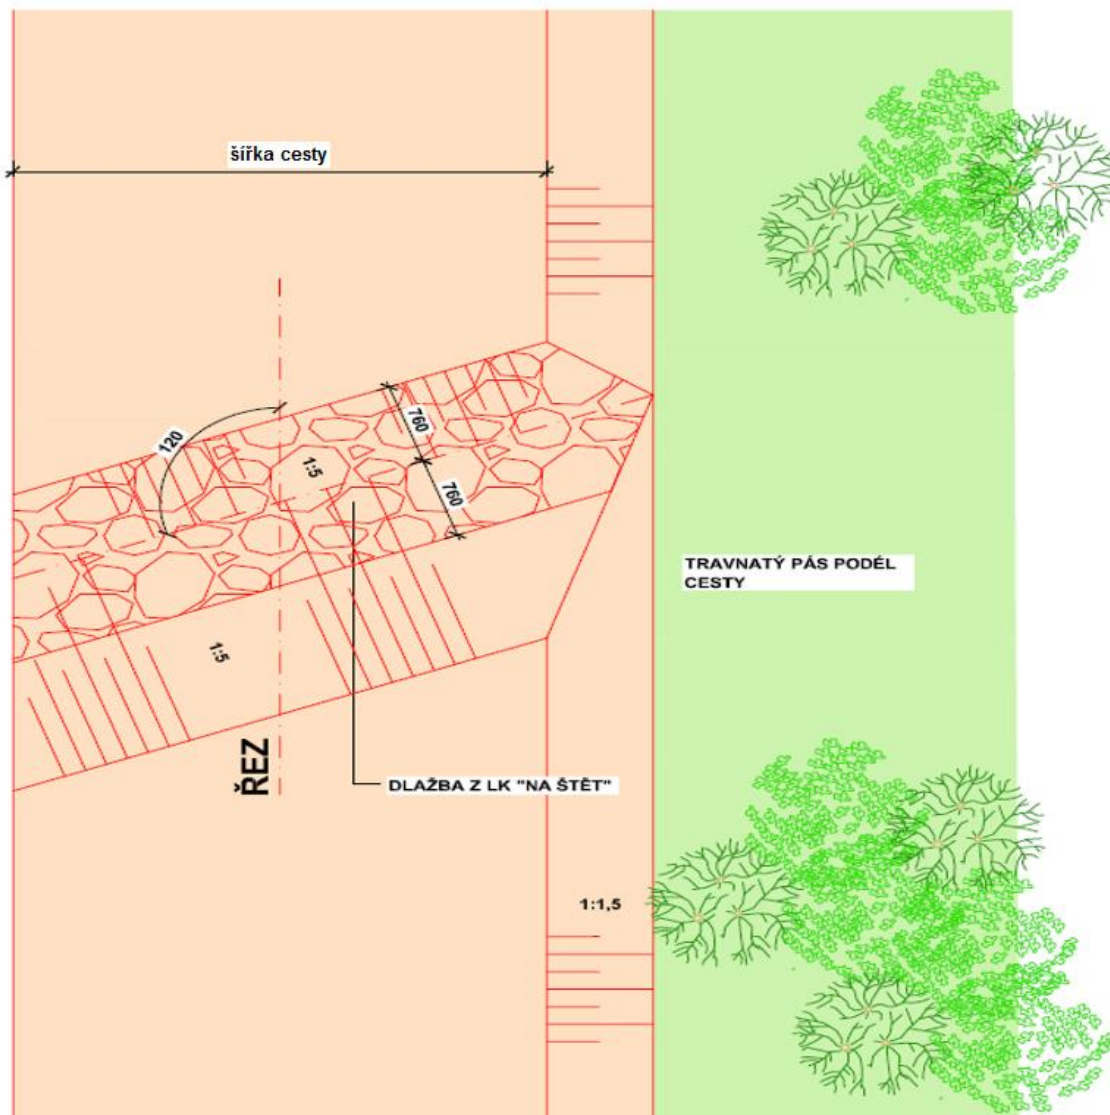 šířka cesty
760
120
1:5
760
TRAVNATÝ PÁS PODÉL
CESTY
1:5
ŘEZ
DLAŽBA Z LK "NA ŠTĚT"
1:1,5